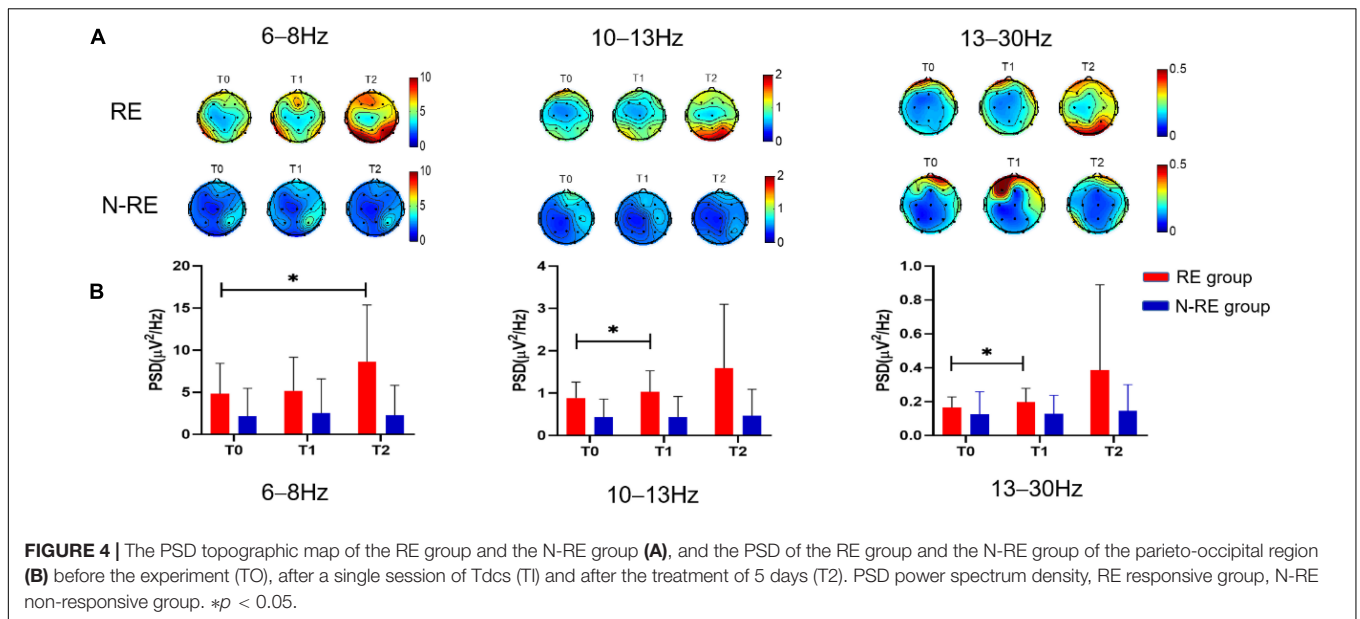 A
6–8Hz
10–13Hz
13–30Hz
RE
T0 T1 T2
10
5
0
T0 T1 T2
2
1
0
T0 T1 T2
0.5
0
N-RE
T0 T1 T2
10
5
0
T0 T1 T2
2
1
0
T0 T1 T2
0.5
0
B
PSD(μV²/Hz)
20
15
10
5
0
*
T0 T1 T2
6–8Hz
PSD(μV²/Hz)
4
3
2
1
0
*
T0 T1 T2
10–13Hz
PSD(μV²/Hz)
1.0
0.8
0.6
0.4
0.2
0.0
*
T0 T1 T2
13–30Hz
RE group
N-RE group
FIGURE 4 | The PSD topographic map of the RE group and the N-RE group (A), and the PSD of the RE group and the N-RE group of the parieto-occipital region
(B) before the experiment (TO), after a single session of Tdcs (TI) and after the treatment of 5 days (T2). PSD power spectrum density, RE responsive group, N-RE
non-responsive group. *p < 0.05.